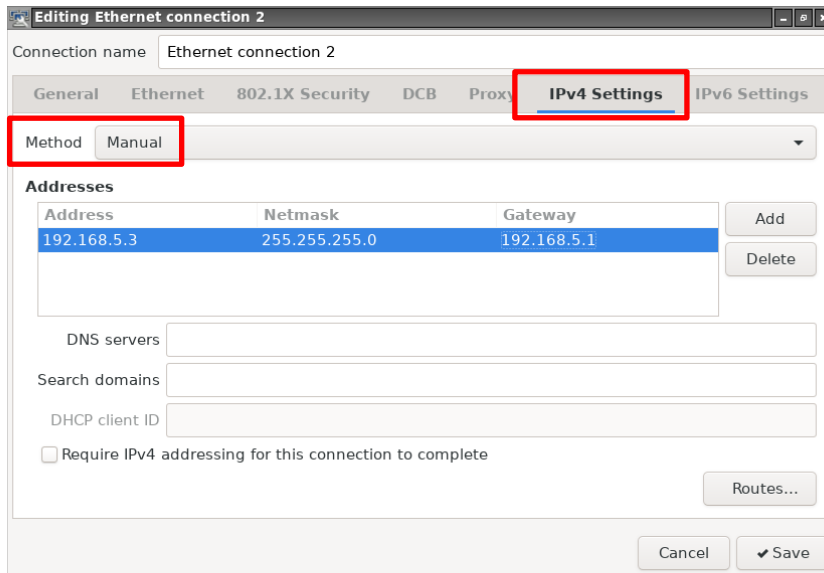 Editing Ethernet connection 2
Connection name Ethernet connection 2
General Ethernet 802.1X Security DCB Proxy IPv4 Settings IPv6 Settings
Method Manual
Addresses
Address Netmask Gateway
192.168.5.3 255.255.255.0 192.168.5.1
Add
Delete
DNS servers
Search domains
DHCP client ID
Require IPv4 addressing for this connection to complete
Routes...
Cancel Save